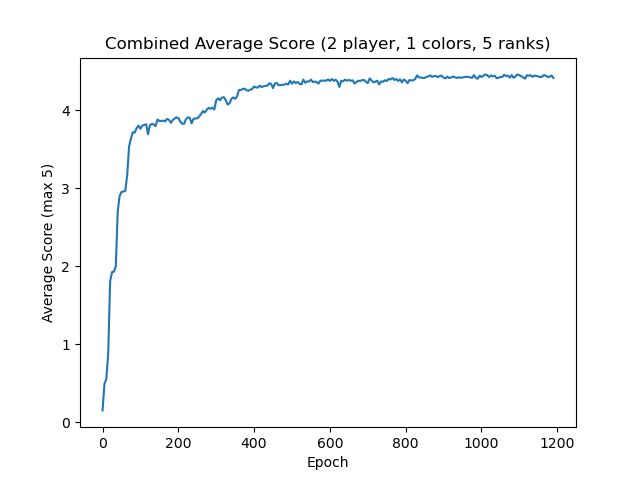 Combined Average Score (2 player, 1 colors, 5 ranks)
Average Score (max 5)
4
3
2
1
0
0 200 400 600 800 1000 1200
Epoch